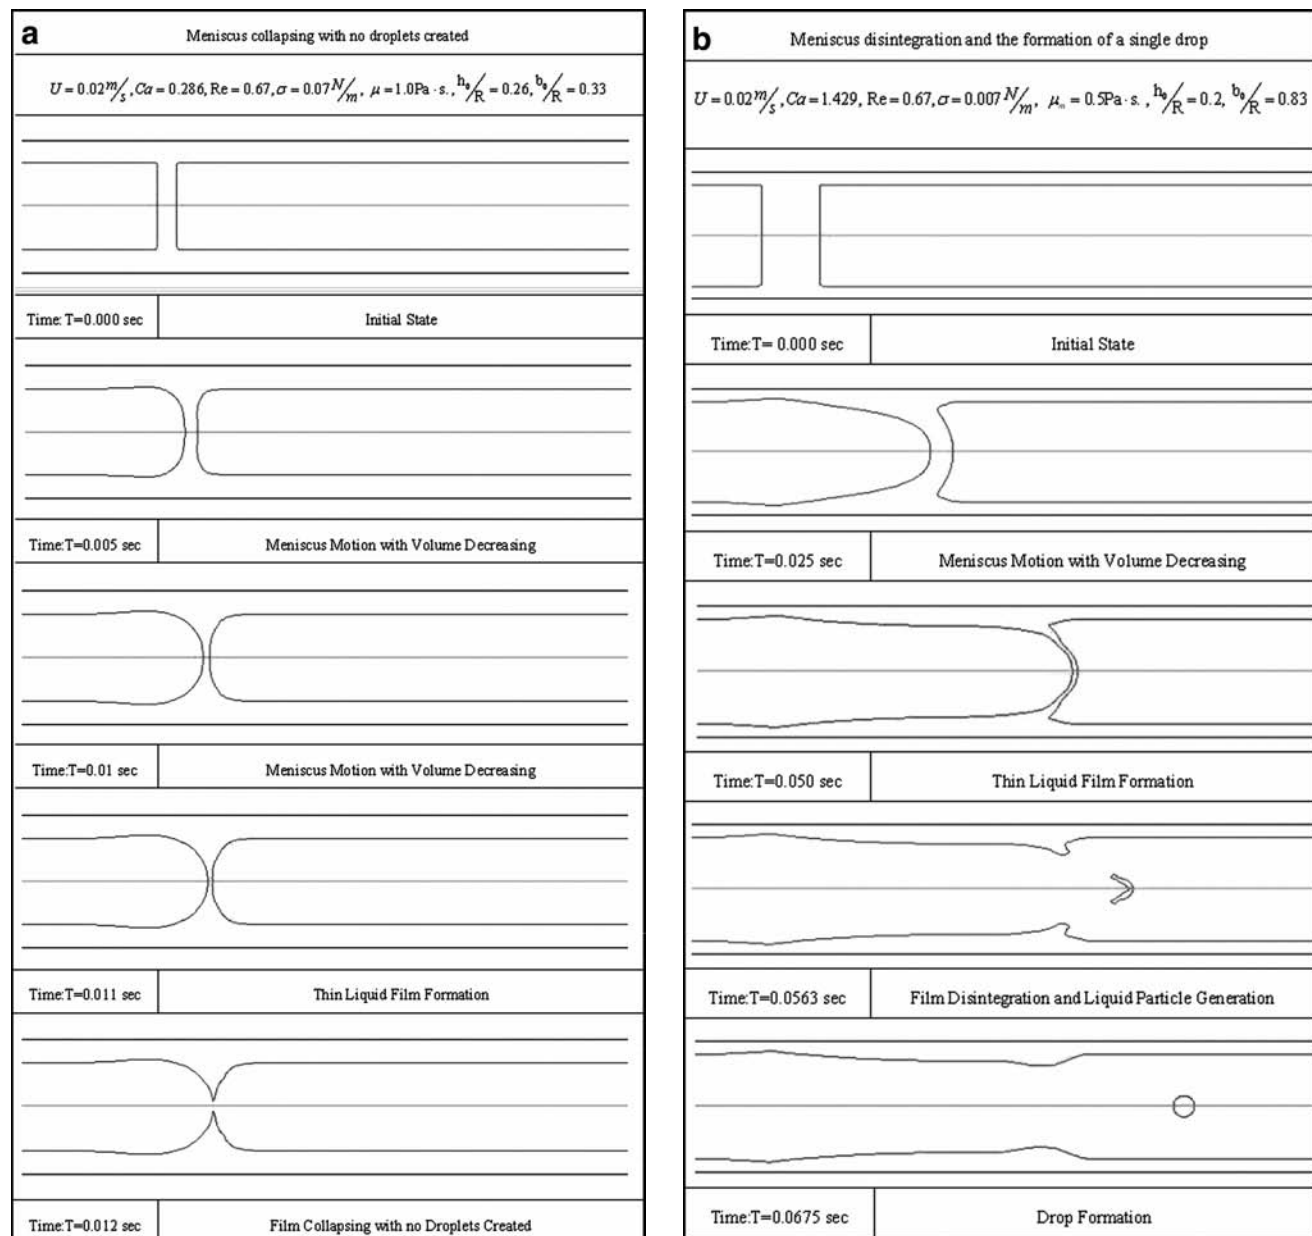 a
Meniscus collapsing with no droplets created
U = 0.02 m/s, Ca = 0.286, Re = 0.67, σ = 0.07 N/m, μ = 1.0Pa·s., h₀/R = 0.26, b₀/R = 0.33
Time: T=0.000 sec
Initial State
Time:T=0.005 sec
Meniscus Motion with Volume Decreasing
Time:T=0.01 sec
Meniscus Motion with Volume Decreasing
Time:T=0.011 sec
Thin Liquid Film Formation
Time:T=0.012 sec
Film Collapsing with no Droplets Created
b
Meniscus disintegration and the formation of a single drop
U = 0.02 m/s, Ca = 1.429, Re = 0.67, σ = 0.007 N/m, μ = 0.5Pa·s., h₀/R = 0.2, b₀/R = 0.83
Time:T= 0.000 sec
Initial State
Time:T=0.025 sec
Meniscus Motion with Volume Decreasing
Time:T=0.050 sec
Thin Liquid Film Formation
Time:T=0.0563 sec
Film Disintegration and Liquid Particle Generation
Time:T=0.0675 sec
Drop Formation